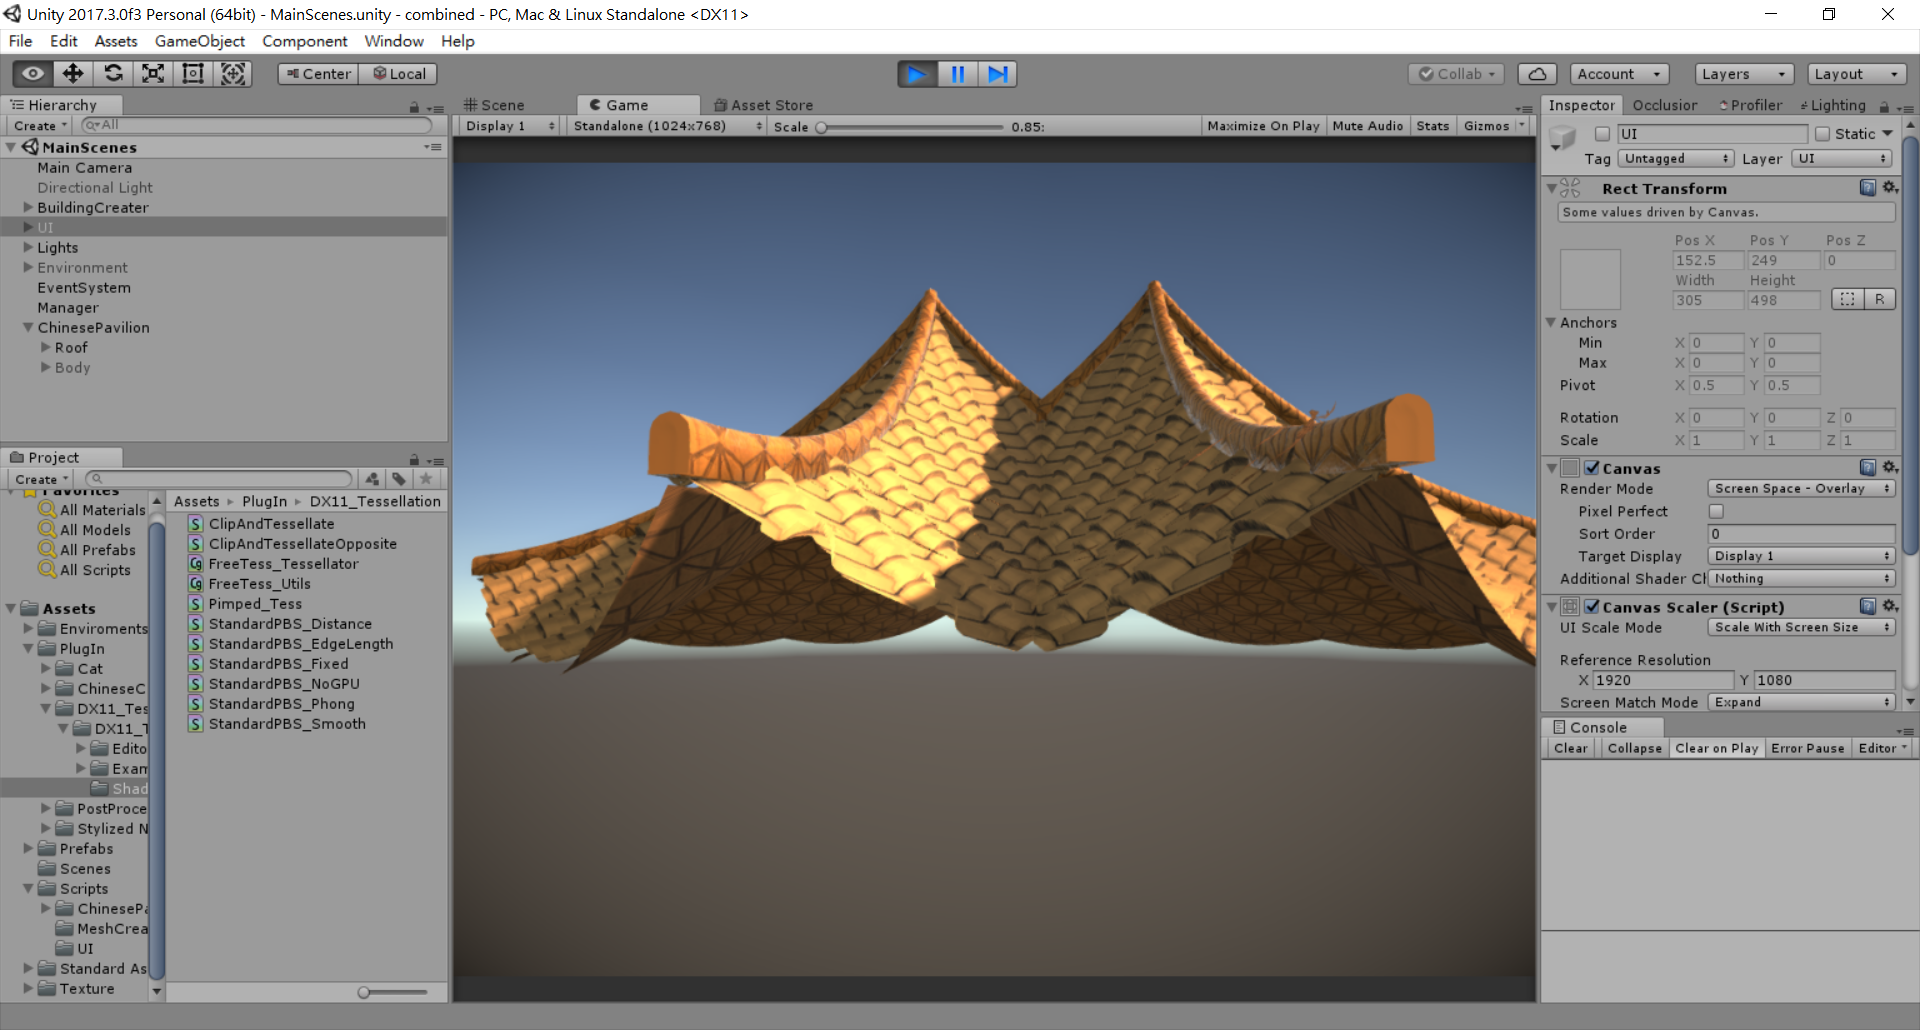 Unity 2017.3.0f3 Personal (64bit) - MainScenes.unity - combined - PC, Mac & Linux Standalone <DX11>
File Edit Assets GameObject Component Window Help
Center Local Collab Account Layers Layout
Hierarchy
Create All
MainScenes
Main Camera
Directional Light
BuildingCreater
UI
Lights
Environment
EventSystem
Manager
ChinesePavilion
Roof
Body
Project
Create
Favorites
All Materials
All Models
All Prefabs
All Scripts
Assets
Enviroments
PlugIn
Cat
ChineseC
DX11_Tes
DX11_T
Edito
Exam
Shad
PostProce
Stylized N
Prefabs
Scenes
Scripts
ChinesePa
MeshCrea
UI
Standard As
Texture
Assets PlugIn DX11_Tessellation
ClipAndTessellate
ClipAndTessellateOpposite
FreeTess_Tessellator
FreeTess_Utils
Pimped_Tess
StandardPBS_Distance
StandardPBS_EdgeLength
StandardPBS_Fixed
StandardPBS_NoGPU
StandardPBS_Phong
StandardPBS_Smooth
Scene Game Asset Store
Display 1 Standalone (1024x768) Scale 0.85: Maximize On Play Mute Audio Stats Gizmos
Inspector Occlusion Profiler Lighting
UI Static
Tag Untagged Layer UI
Rect Transform
Some values driven by Canvas.
Pos X Pos Y Pos Z
152.5 249 0
Width Height
305 498 R
Anchors
Min X 0 Y 0
Max X 0 Y 0
Pivot X 0.5 Y 0.5
Rotation X 0 Y 0 Z 0
Scale X 1 Y 1 Z 1
Canvas
Render Mode Screen Space - Overlay
Pixel Perfect
Sort Order 0
Target Display Display 1
Additional Shader Cl Nothing
Canvas Scaler (Script)
UI Scale Mode Scale With Screen Size
Reference Resolution
X 1920 Y 1080
Screen Match Mode Expand
Console
Clear Collapse Clear on Play Error Pause Editor